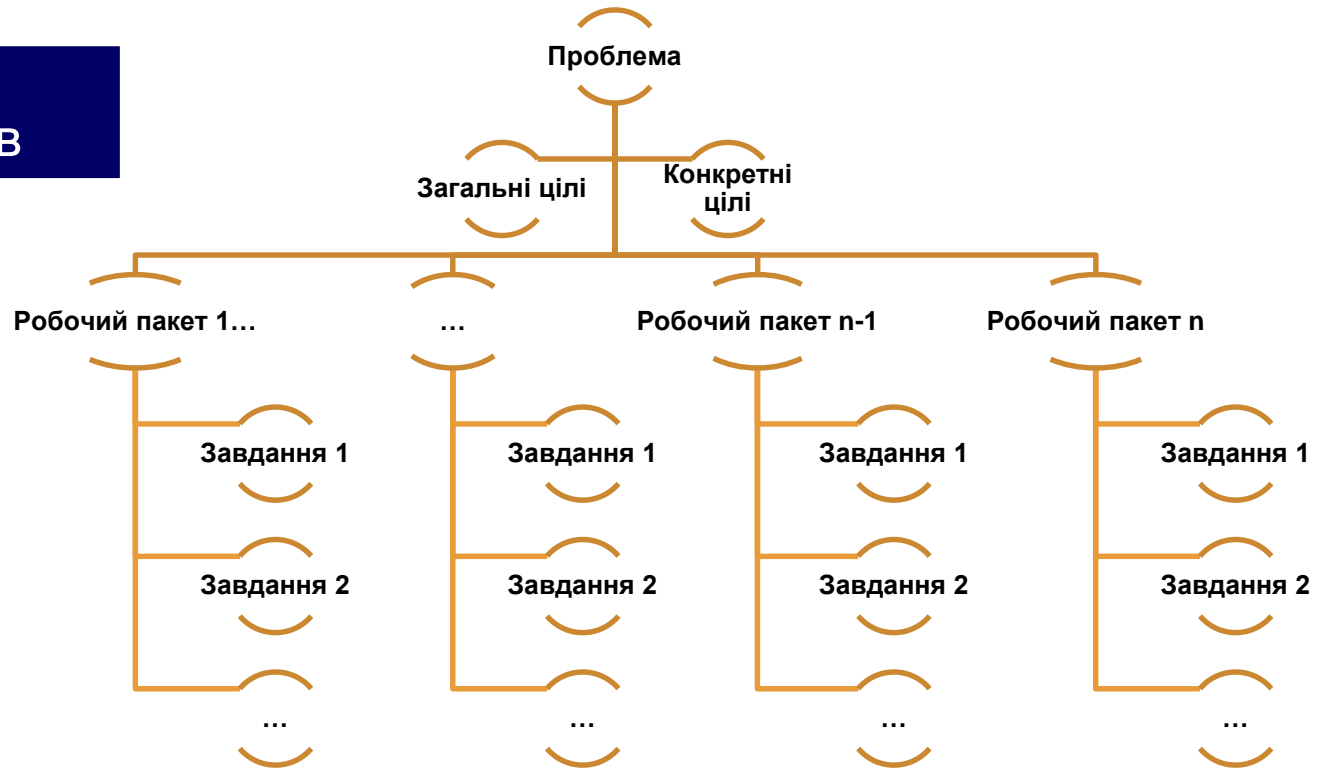 в
Проблема
Загальні цілі
Конкретні
цілі
Робочий пакет 1…
…
Робочий пакет n-1
Робочий пакет n
Завдання 1
Завдання 1
Завдання 1
Завдання 1
Завдання 2
Завдання 2
Завдання 2
Завдання 2
…
…
…
…